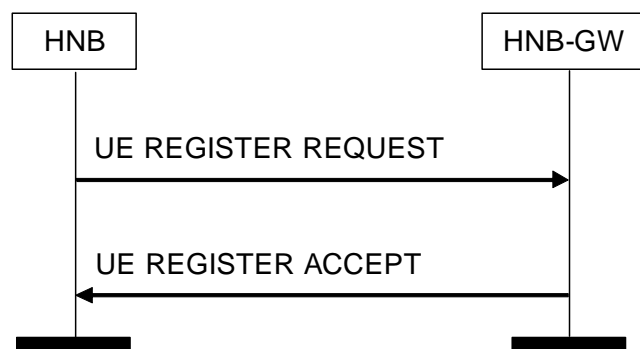 HNB
HNB-GW
UE REGISTER REQUEST
UE REGISTER ACCEPT